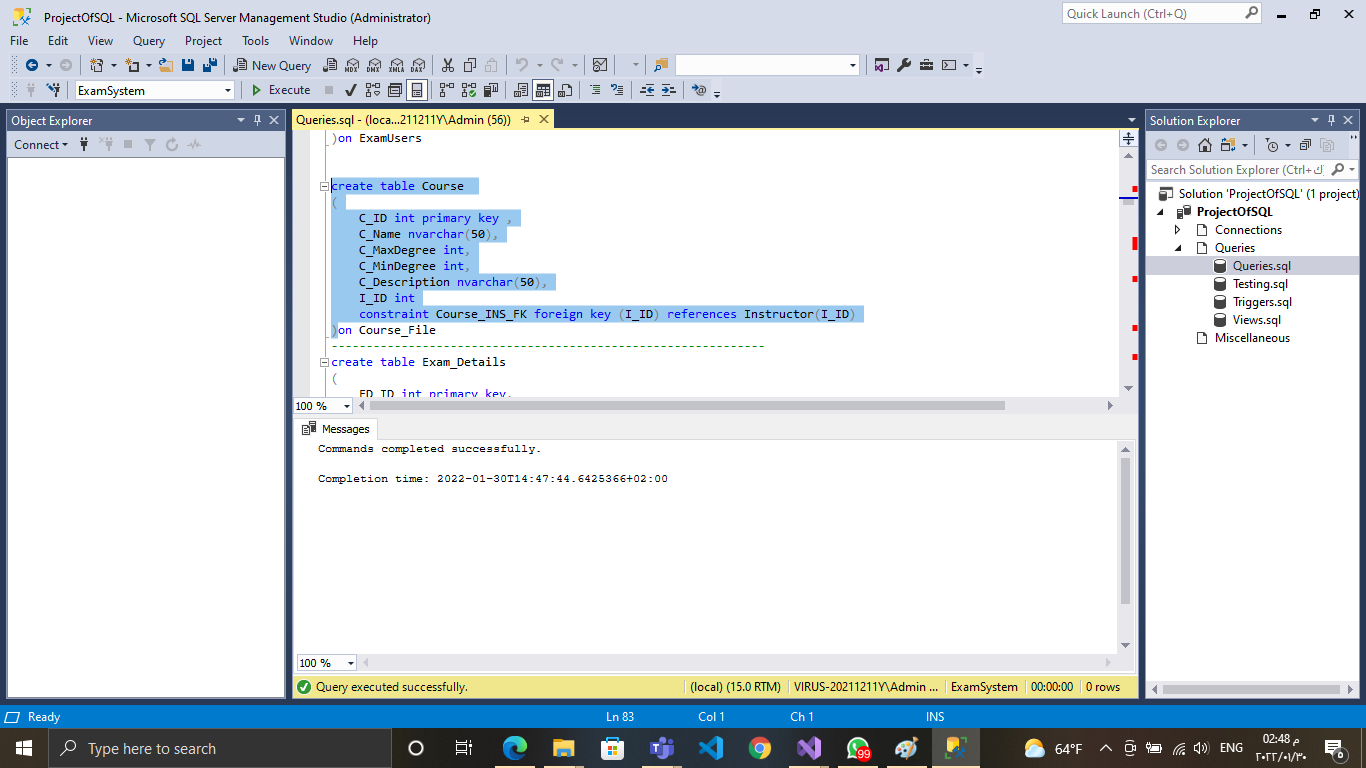 ProjectOfSQL - Microsoft SQL Server Management Studio (Administrator)
Quick Launch (Ctrl+Q)
File Edit View Query Project Tools Window Help
New Query MDX DMX XMLA DAX
ExamSystem Execute
Object Explorer
Connect
Queries.sql - (loca...211211Y\Admin (56))
)on ExamUsers
create table Course
(
C_ID int primary key ,
C_Name nvarchar(50),
C_MaxDegree int,
C_MinDegree int,
C_Description nvarchar(50),
I_ID int
constraint Course_INS_FK foreign key (I_ID) references Instructor(I_ID)
)on Course_File
--------------------------------------------------------------
create table Exam_Details
(
ED_ID int primary key,
100 %
Messages
Commands completed successfully.
Completion time: 2022-01-30T14:47:44.6425366+02:00
100 %
Query executed successfully. (local) (15.0 RTM) VIRUS-20211211Y\Admin ... ExamSystem 00:00:00 0 rows
Solution Explorer
Search Solution Explorer (Ctrl+ك
Solution 'ProjectOfSQL' (1 project)
ProjectOfSQL
Connections
Queries
Queries.sql
Testing.sql
Triggers.sql
Views.sql
Miscellaneous
Ready Ln 83 Col 1 Ch 1 INS
Type here to search
99
64°F
ENG
02:48 م
٢٠٢٢/٠١/٣٠
8